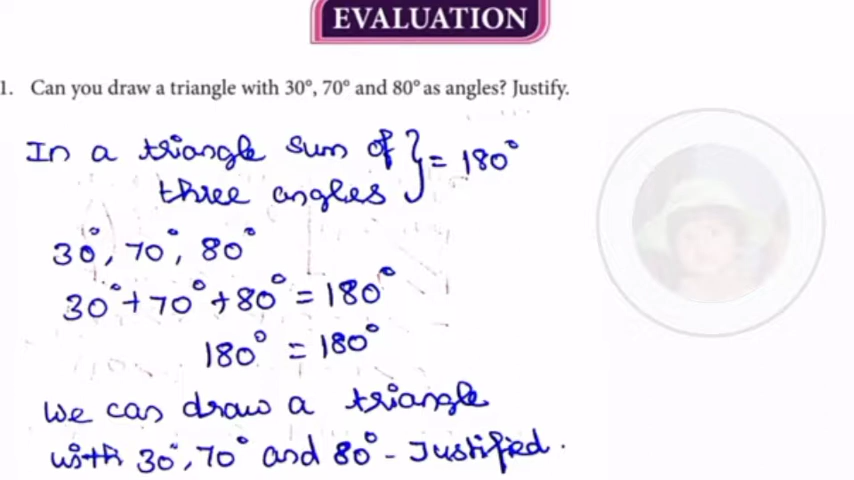 EVALUATION
1. Can you draw a triangle with 30°, 70° and 80° as angles? Justify.
In a triangle sum of
three angles } = 180°
30°, 70°, 80°
30° + 70° + 80° = 180°
180° = 180°
We can draw a triangle
with 30°, 70° and 80° - Justified.